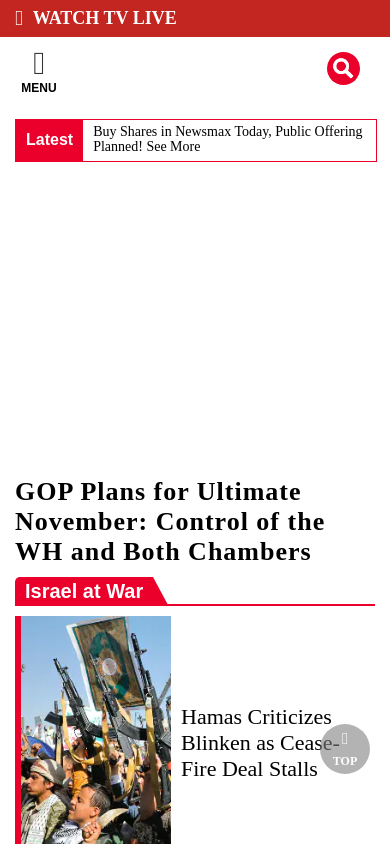 WATCH TV LIVE
MENU
Latest
Buy Shares in Newsmax Today, Public Offering
Planned! See More
GOP Plans for Ultimate
November: Control of the
WH and Both Chambers
Israel at War
Hamas Criticizes
Blinken as Cease-
Fire Deal Stalls
TOP